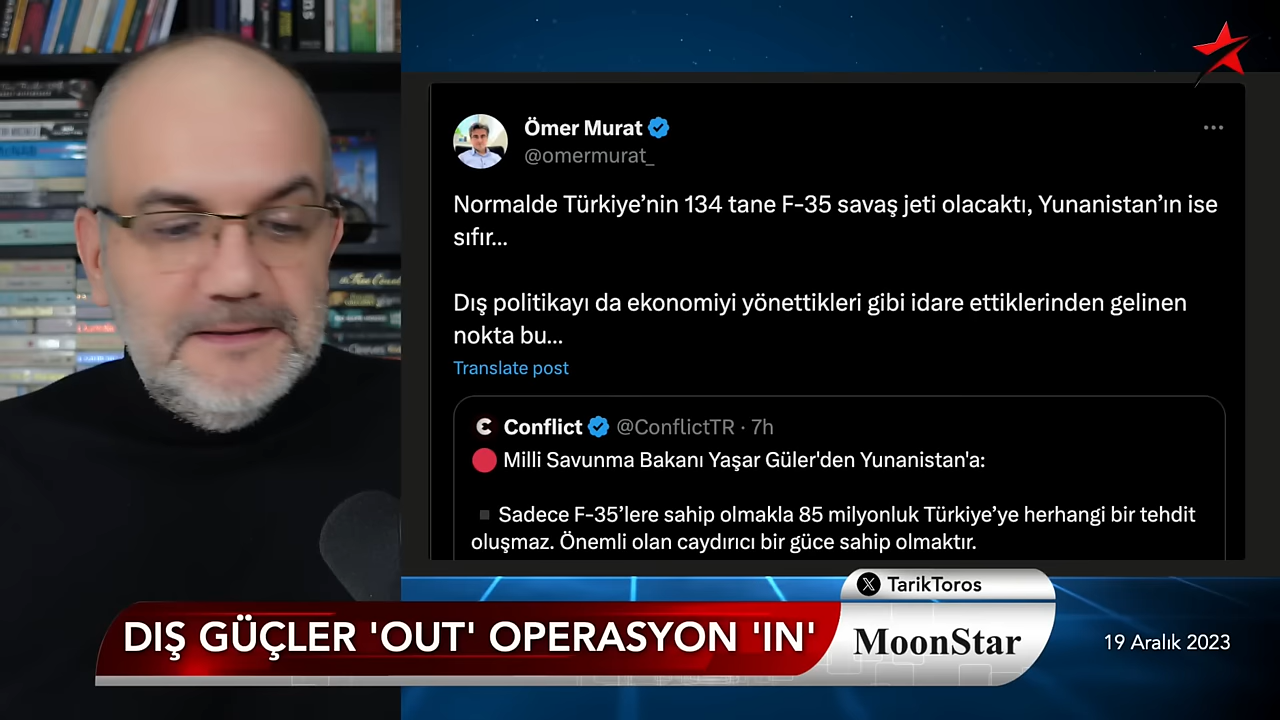 Ömer Murat
@omermurat_
Normalde Türkiye’nin 134 tane F-35 savaş jeti olacaktı, Yunanistan’ın ise
sıfır...
Dış politikayı da ekonomiyi yönettikleri gibi idare ettiklerinden gelinen
nokta bu...
Translate post
Conflict @ConflictTR · 7h
Milli Savunma Bakanı Yaşar Güler'den Yunanistan'a:
Sadece F-35’lere sahip olmakla 85 milyonluk Türkiye’ye herhangi bir tehdit
oluşmaz. Önemli olan caydırıcı bir güce sahip olmaktır.
X TarikToros
DIŞ GÜÇLER 'OUT' OPERASYON 'IN'
MoonStar
19 Aralık 2023